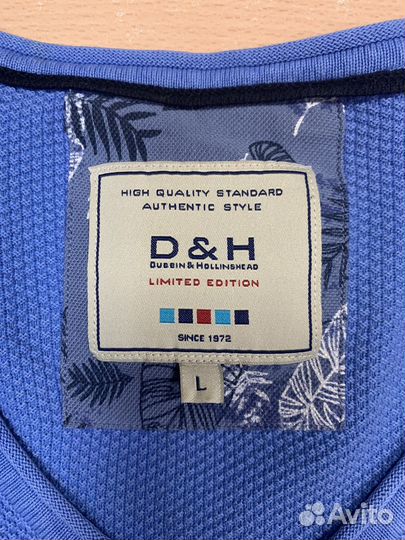 HIGH QUALITY STANDARD
AUTHENTIC STYLE
D & H
DUBBIN & HOLLINSHEAD
LIMITED EDITION
SINCE 1972
L
Avito